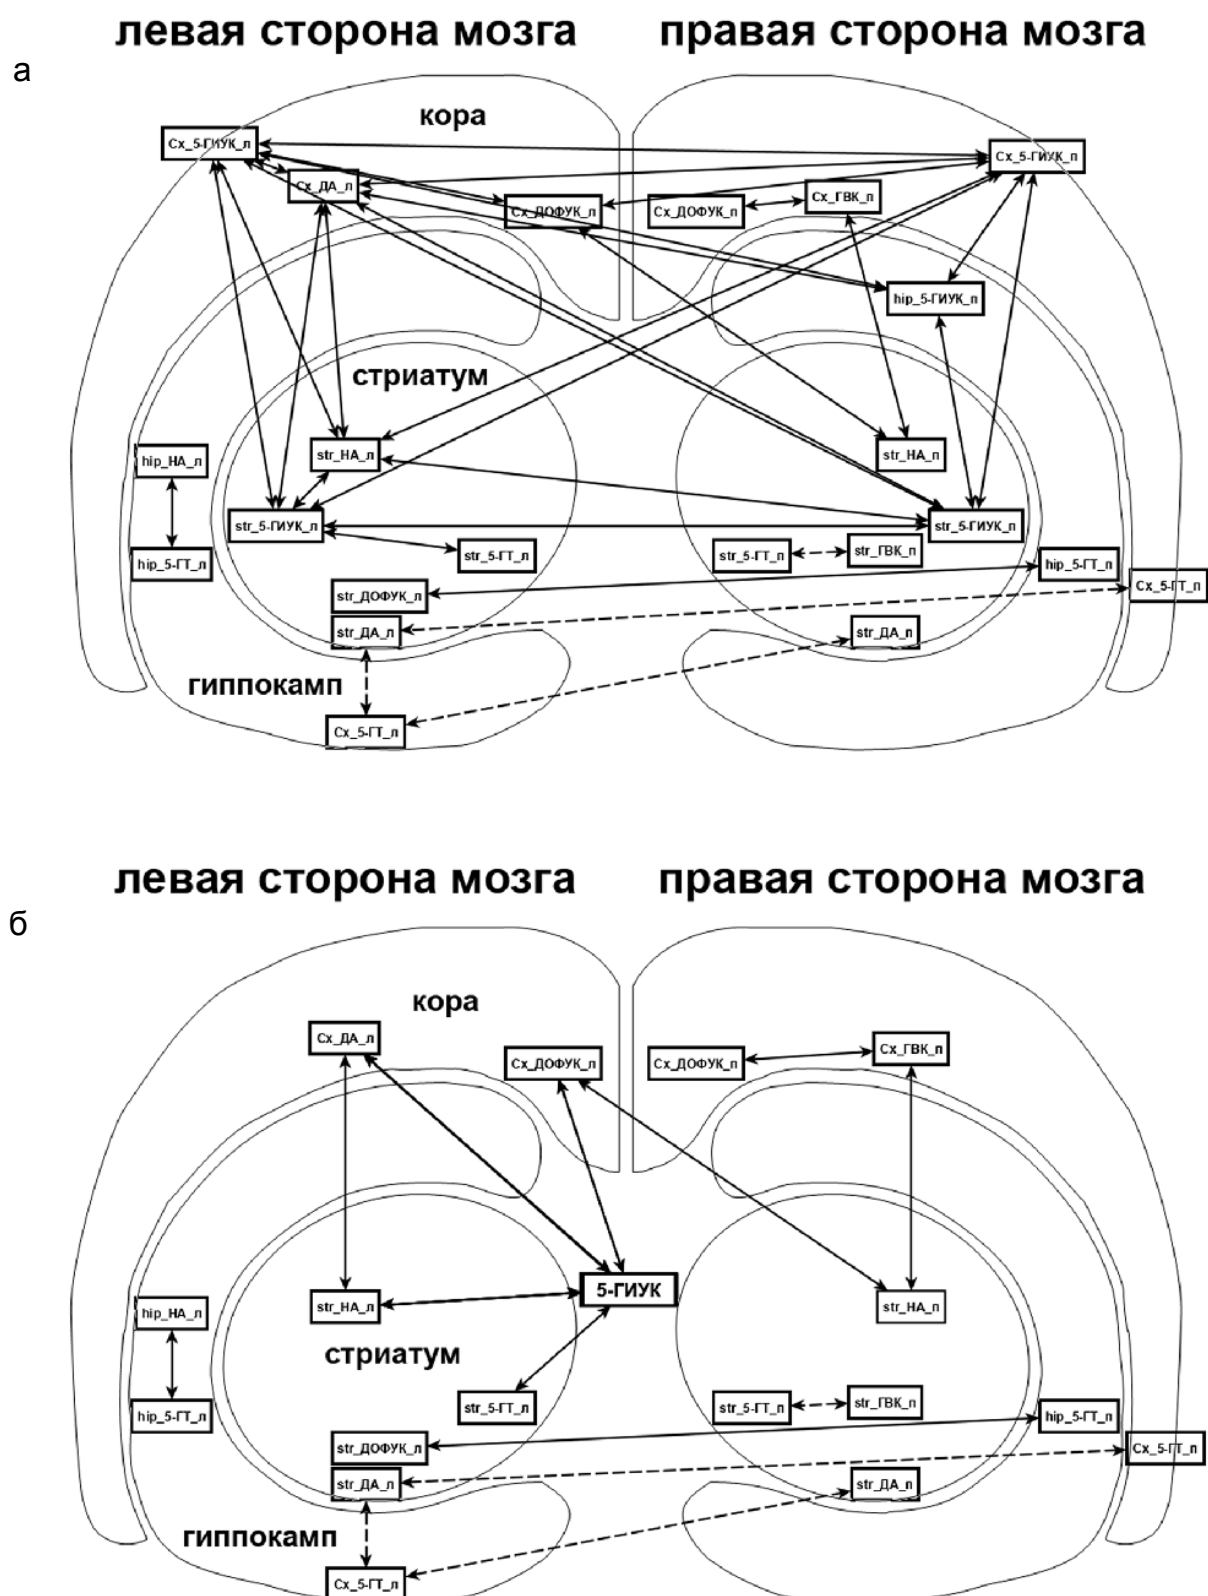 левая сторона мозга правая сторона мозга
а
кора
Cx_5-ГИУК_л
Cx_5-ГИУК_п
Cx_ДА_л
Cx_ДОФУК_л
Cx_ДОФУК_п
Cx_ГВК_п
hip_5-ГИУК_п
стриатум
hip_НА_л
str_НА_л
str_НА_п
str_5-ГИУК_л
str_5-ГИУК_п
hip_5-ГТ_л
str_5-ГТ_л
str_5-ГТ_п
str_ГВК_п
hip_5-ГТ_п
Cx_5-ГТ_п
str_ДОФУК_л
str_ДА_л
str_ДА_п
гиппокамп
Cx_5-ГТ_л
левая сторона мозга правая сторона мозга
б
кора
Cx_ДА_л
Cx_ДОФУК_л
Cx_ДОФУК_п
Cx_ГВК_п
5-ГИУК
hip_НА_л
str_НА_л
str_НА_п
стриатум
hip_5-ГТ_л
str_5-ГТ_л
str_5-ГТ_п
str_ГВК_п
hip_5-ГТ_п
Cx_5-ГТ_п
str_ДОФУК_л
str_ДА_л
str_ДА_п
гиппокамп
Cx_5-ГТ_л